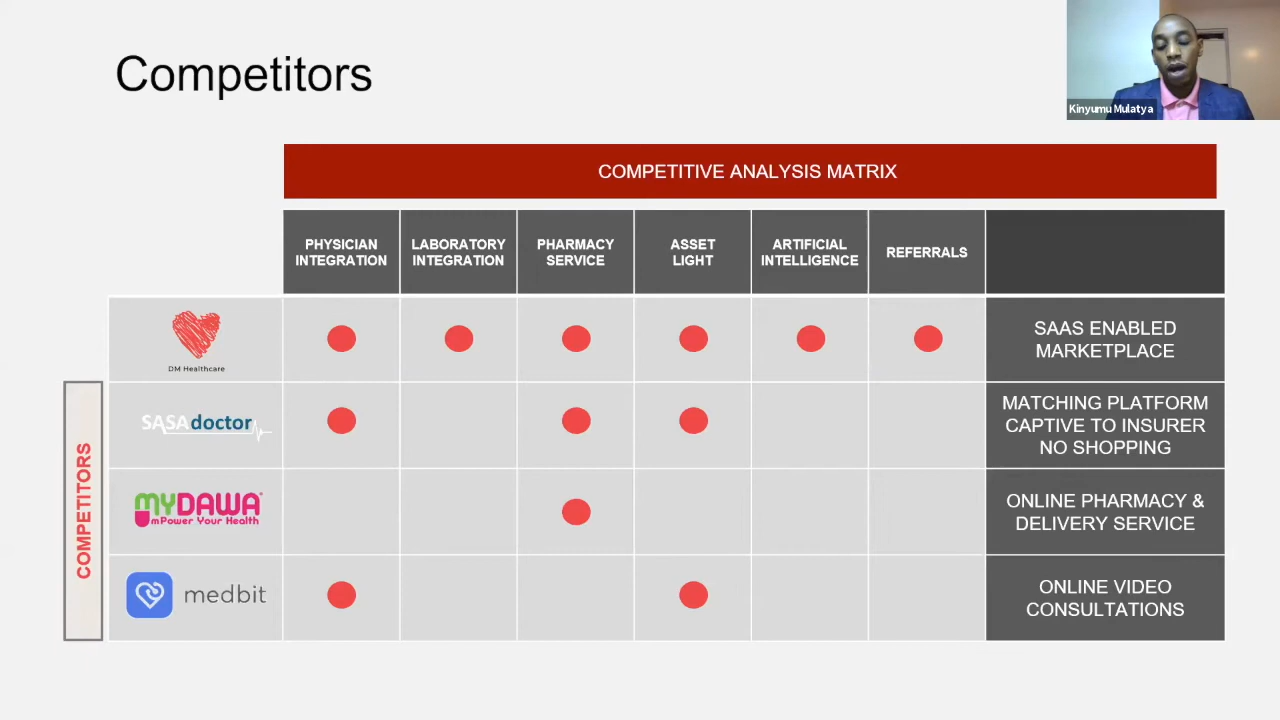 Competitors
Kinyumu Mulatya
COMPETITIVE ANALYSIS MATRIX
PHYSICIAN
INTEGRATION
LABORATORY
INTEGRATION
PHARMACY
SERVICE
ASSET
LIGHT
ARTIFICIAL
INTELLIGENCE
REFERRALS
DM Healthcare
SAAS ENABLED
MARKETPLACE
COMPETITORS
SASAdoctor
MATCHING PLATFORM
CAPTIVE TO INSURER
NO SHOPPING
MYDAWA
mPower Your Health
ONLINE PHARMACY &
DELIVERY SERVICE
medbit
ONLINE VIDEO
CONSULTATIONS